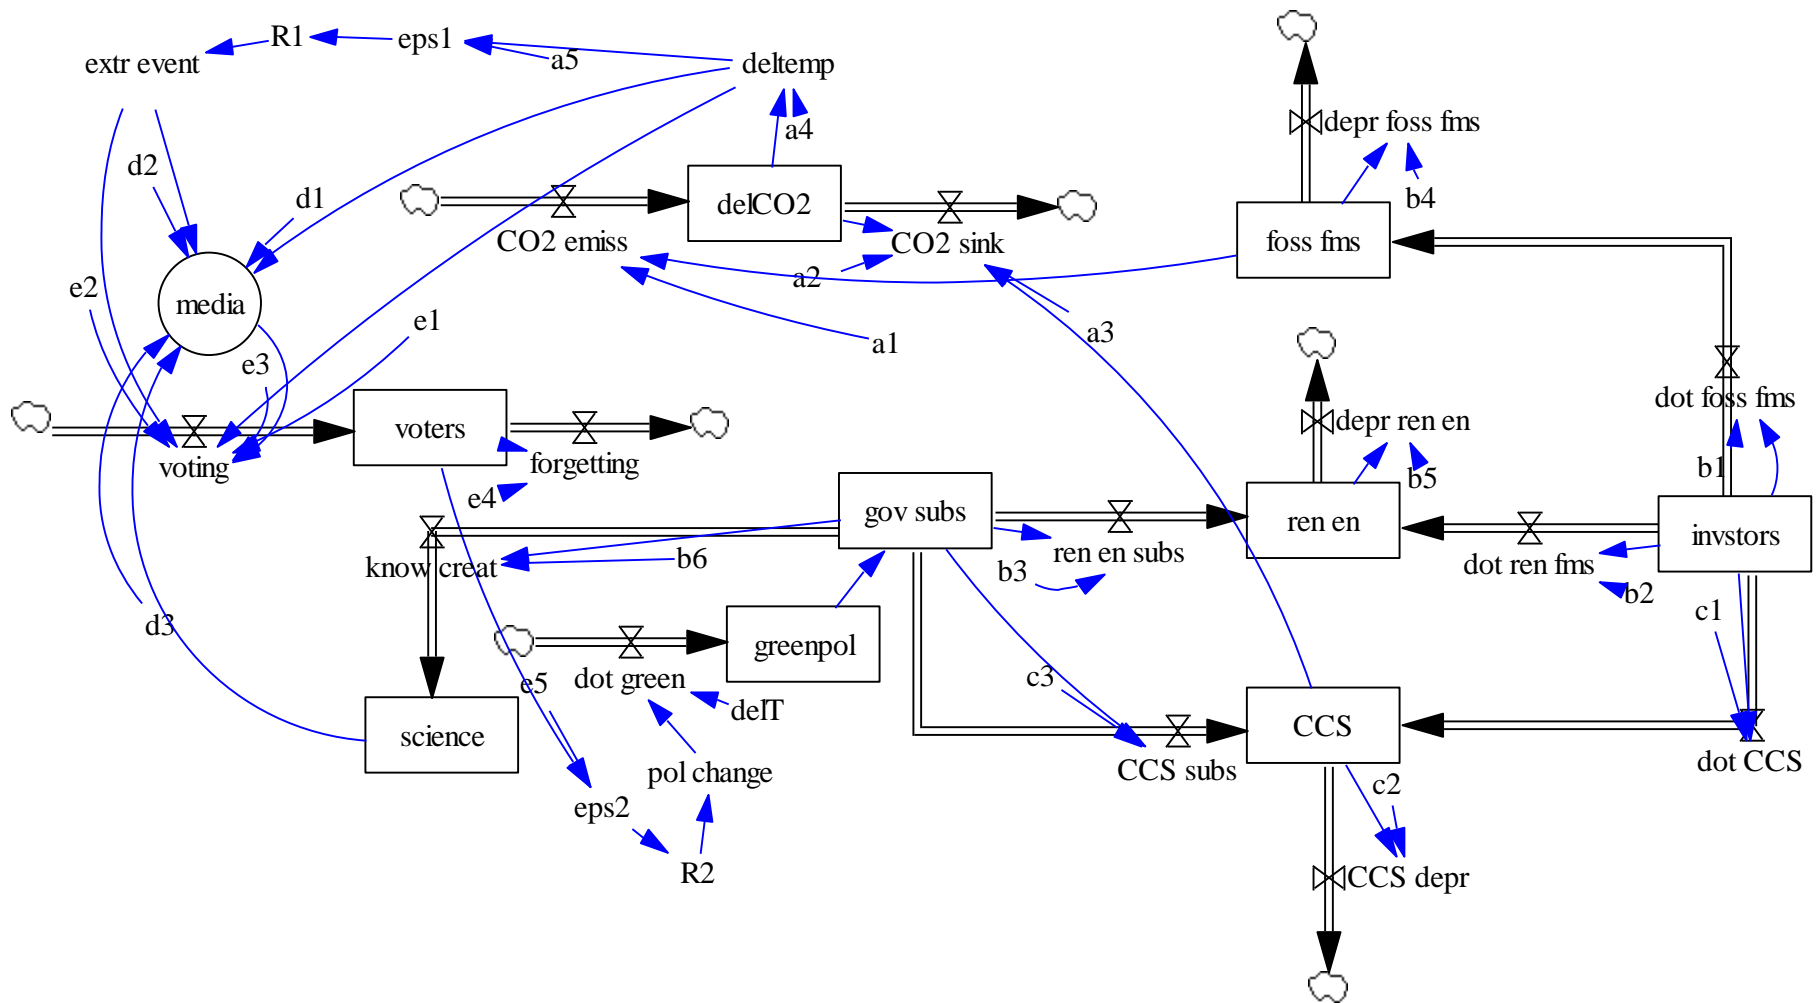 R1
eps1
a5
extr event
deltemp
depr foss fms
a4
d2
d1
b4
delCO2
CO2 emiss
CO2 sink
foss fms
a2
e2
media
e1
a1
a3
e3
dot foss fms
depr ren en
voters
voting
forgetting
b1
b5
e4
gov subs
ren en
invstors
know creat
b6
ren en subs
b3
dot ren fms
b2
c1
d3
greenpol
dot green
e5
delT
c3
science
CCS
pol change
CCS subs
dot CCS
c2
eps2
R2
CCS depr